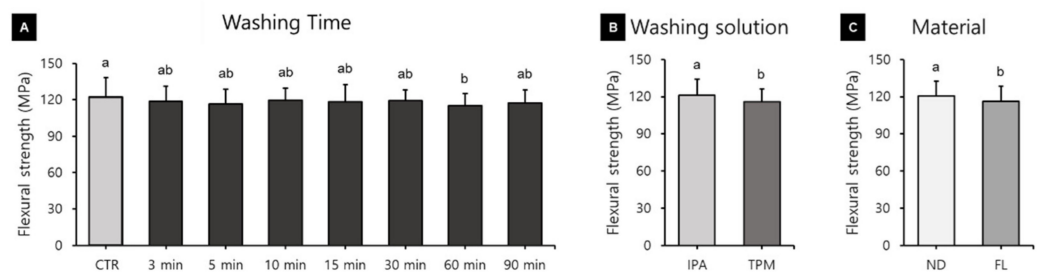 A Washing Time
Flexural strength (MPa)
150
120
90
60
30
0
a ab ab ab ab ab b ab
CTR 3 min 5 min 10 min 15 min 30 min 60 min 90 min
B Washing solution
Flexural strength (MPa)
150
120
90
60
30
0
a b
IPA TPM
C Material
Flexural strength (MPa)
150
120
90
60
30
0
a b
ND FL